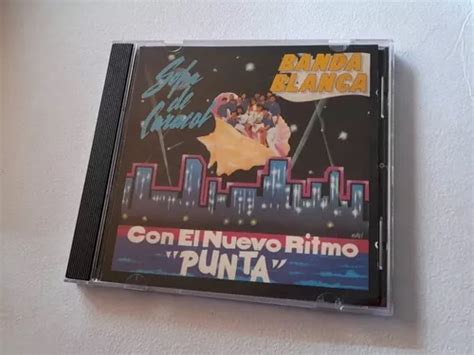 Sopa de Caracol
BANDA
BLANCA
Con El Nuevo Ritmo
"PUNTA"